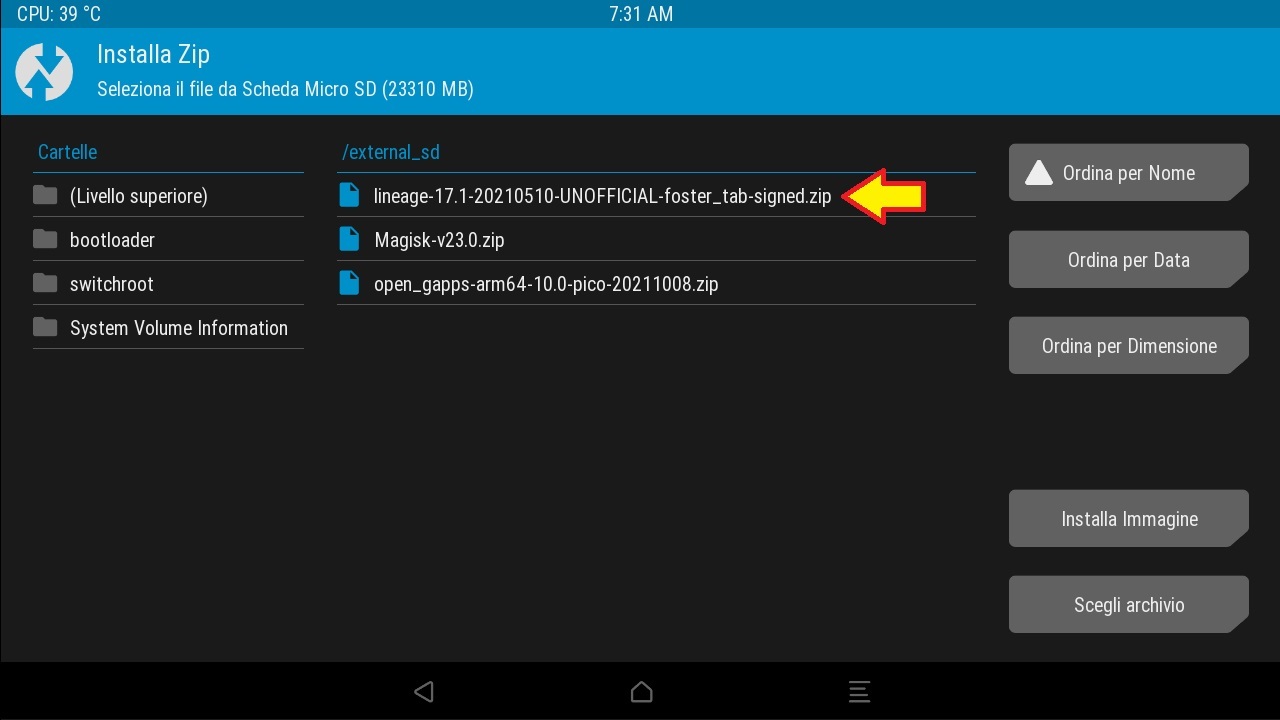 CPU: 39 °C
7:31 AM
Installa Zip
Seleziona il file da Scheda Micro SD (23310 MB)
Cartelle
(Livello superiore)
bootloader
switchroot
System Volume Information
/external_sd
lineage-17.1-20210510-UNOFFICIAL-foster_tab-signed.zip
Magisk-v23.0.zip
open_gapps-arm64-10.0-pico-20211008.zip
Ordina per Nome
Ordina per Data
Ordina per Dimensione
Installa Immagine
Scegli archivio